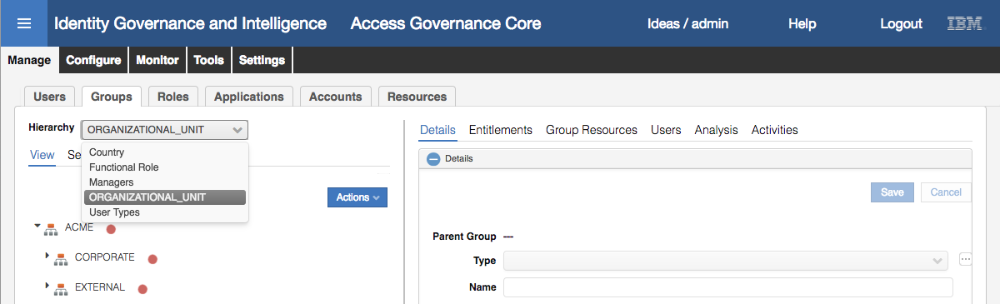 Identity Governance and Intelligence Access Governance Core Ideas / admin Help Logout IBM
Manage Configure Monitor Tools Settings
Users Groups Roles Applications Accounts Resources
Hierarchy ORGANIZATIONAL_UNIT
Country
Functional Role
Managers
ORGANIZATIONAL_UNIT
User Types
View Se
Actions
ACME
CORPORATE
EXTERNAL
Details Entitlements Group Resources Users Analysis Activities
Details
Save Cancel
Parent Group ---
Type
Name